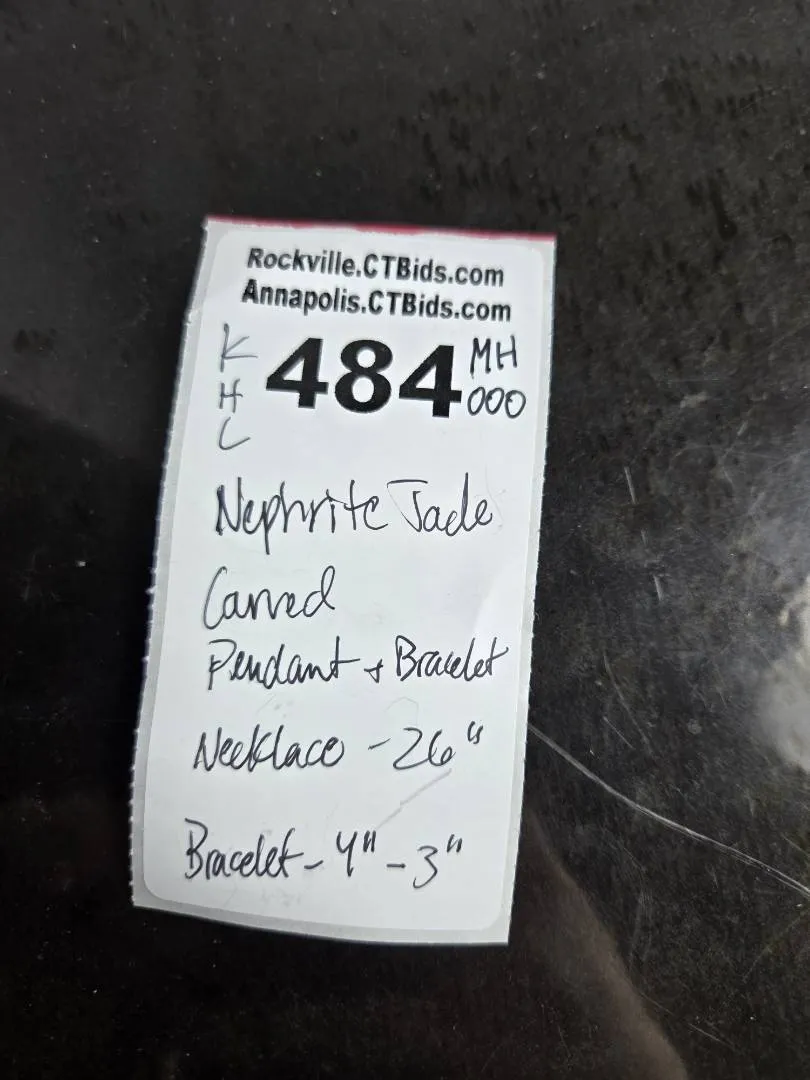 Rockville.CTBids.com
Annapolis.CTBids.com
KHC 484 MH 000
Nephrite Jade
Carved
Pendant + Bracelet
Necklace - 26"
Bracelet - 4" - 3"